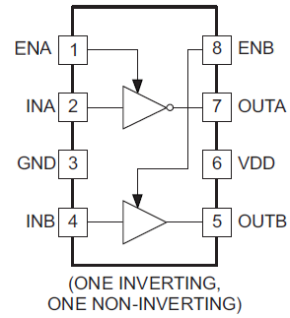 ENA 1 8 ENB
INA 2 7 OUTA
GND 3 6 VDD
INB 4 5 OUTB
(ONE INVERTING,
ONE NON-INVERTING)